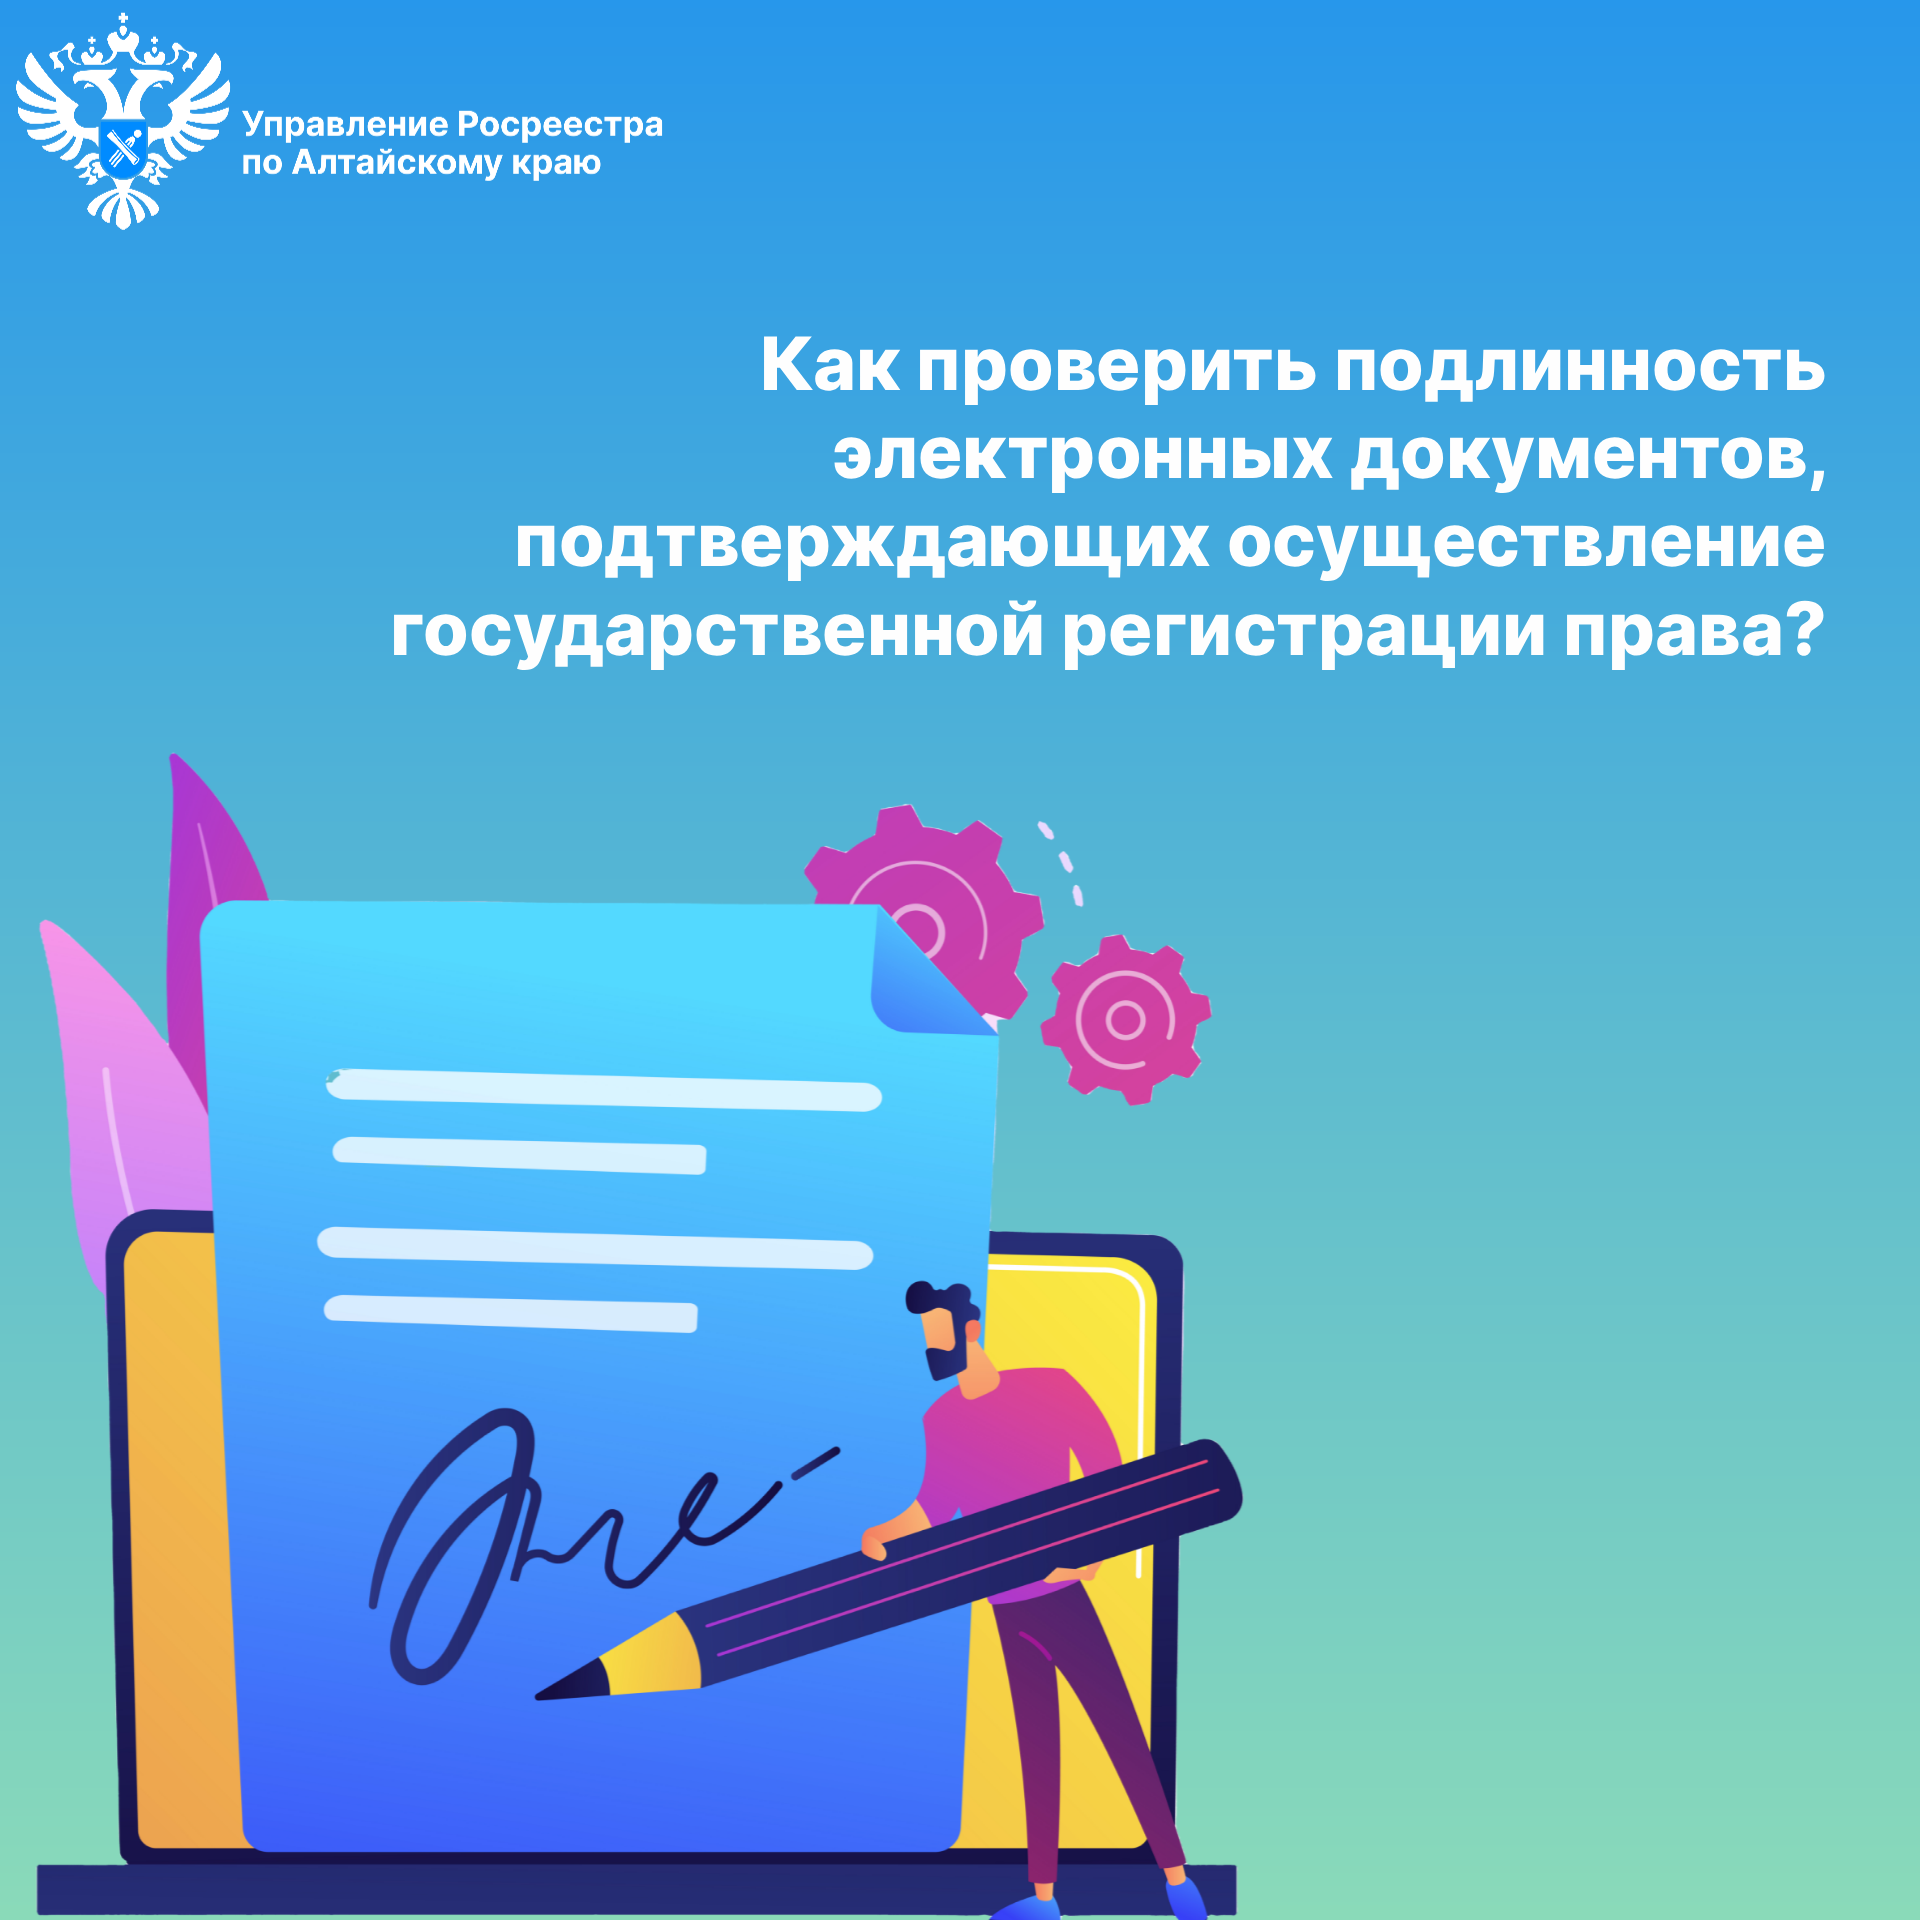 Управление Росреестра
по Алтайскому краю
Как проверить подлинность
электронных документов,
подтверждающих осуществление
государственной регистрации права?